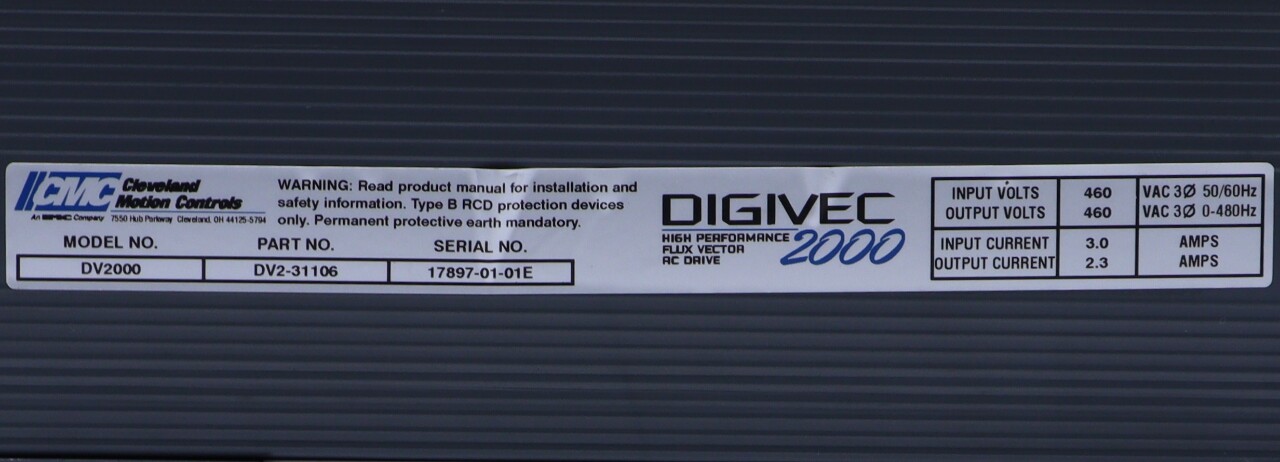 CMC Cleveland
Motion Controls
An IMC Company 7550 Hub Parkway Cleveland, OH 44125-5794
WARNING: Read product manual for installation and
safety information. Type B RCD protection devices
only. Permanent protective earth mandatory.
MODEL NO. PART NO. SERIAL NO.
DV2000 DV2-31106 17897-01-01E
DIGIVEC
HIGH PERFORMANCE
FLUX VECTOR
AC DRIVE
2000
INPUT VOLTS 460 VAC 3Ø 50/60Hz
OUTPUT VOLTS 460 VAC 3Ø 0-480Hz
INPUT CURRENT 3.0 AMPS
OUTPUT CURRENT 2.3 AMPS